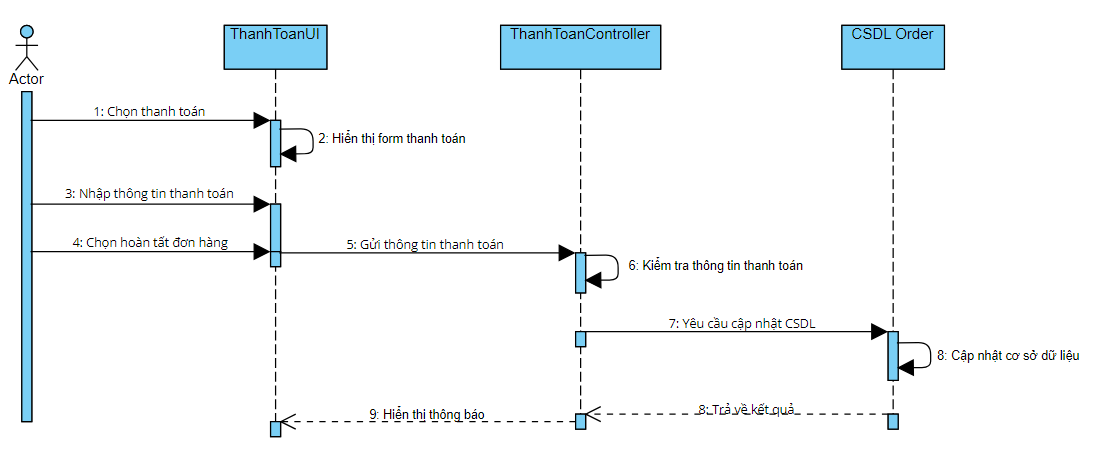 ThanhToanUI
ThanhToanController
CSDL Order
Actor
1: Chọn thanh toán
2: Hiển thị form thanh toán
3: Nhập thông tin thanh toán
4: Chọn hoàn tất đơn hàng
5: Gửi thông tin thanh toán
6: Kiểm tra thông tin thanh toán
7: Yêu cầu cập nhật CSDL
8: Cập nhật cơ sở dữ liệu
8: Trả về kết quả
9: Hiển thị thông báo